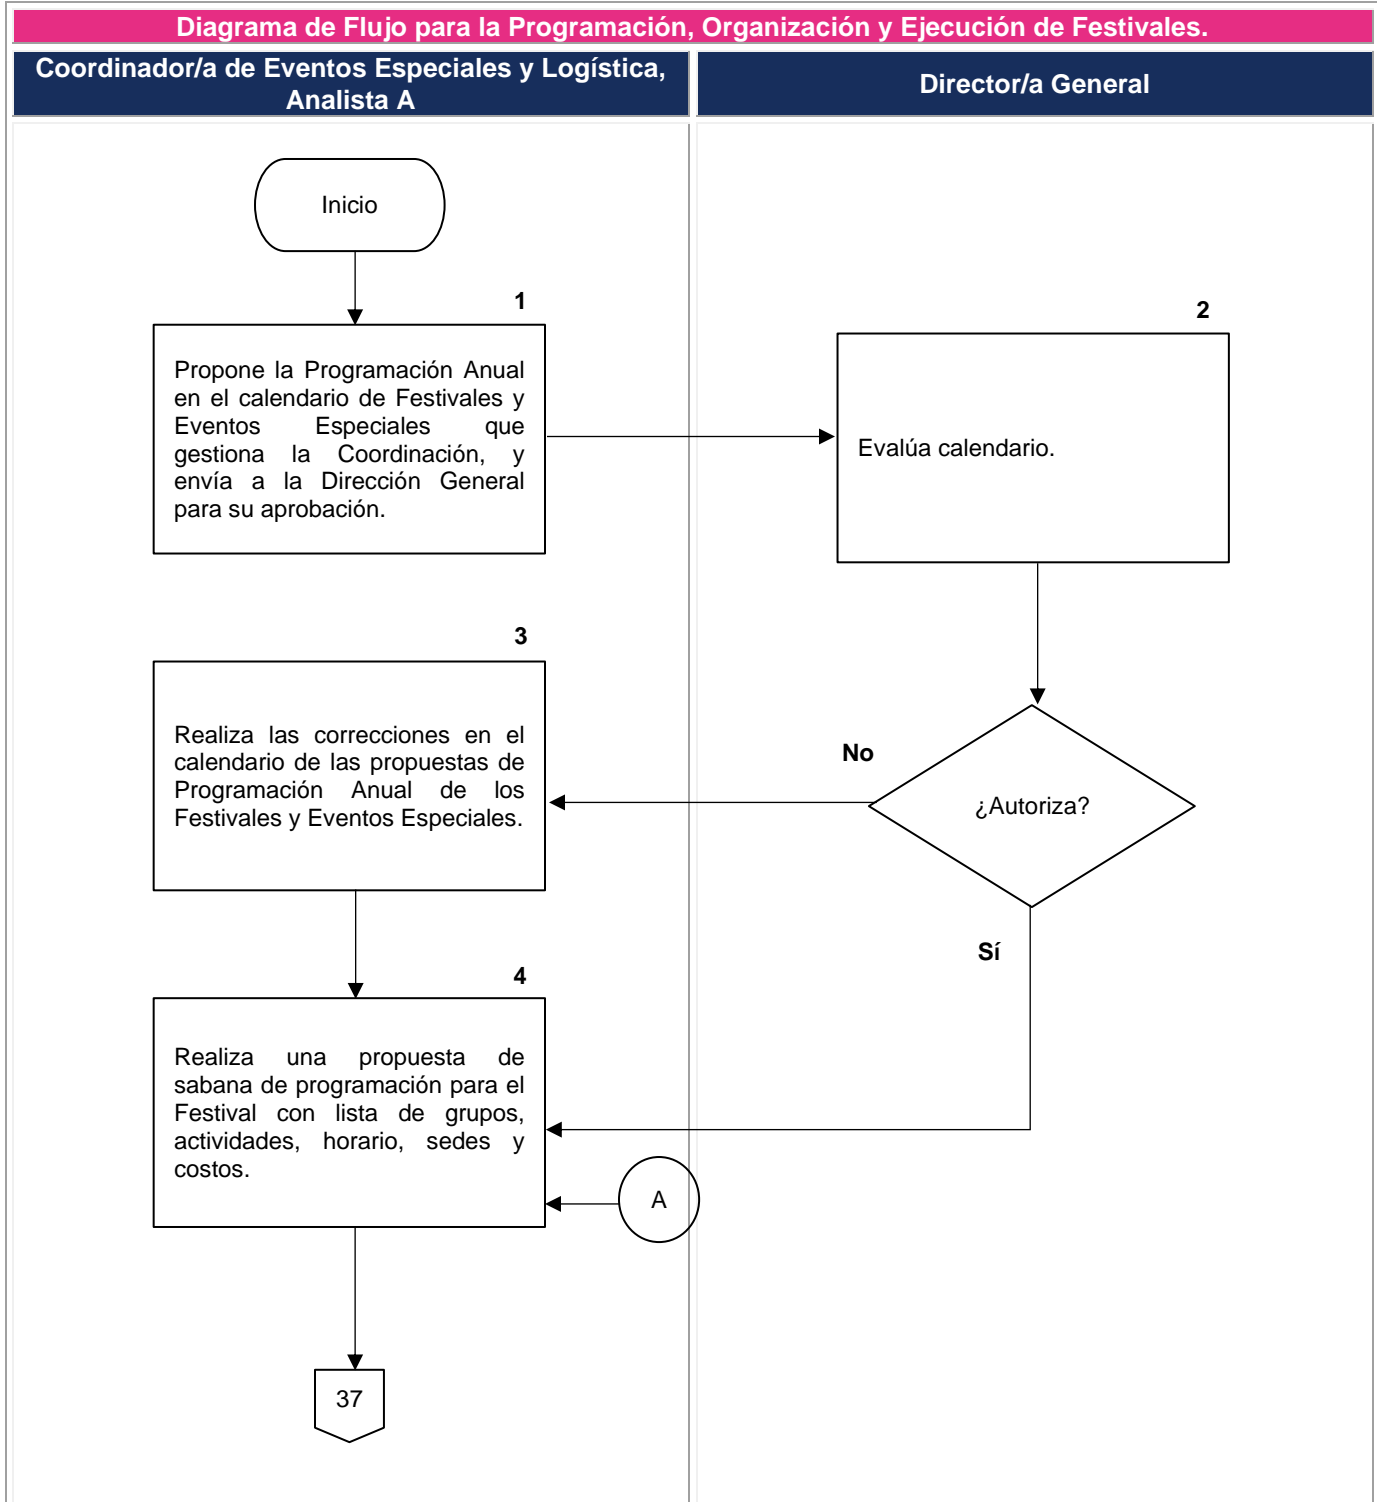 Diagrama de Flujo para la Programación, Organización y Ejecución de Festivales.
Coordinador/a de Eventos Especiales y Logística,
Analista A
Director/a General
Inicio
1
Propone la Programación Anual
en el calendario de Festivales y
Eventos Especiales que
gestiona la Coordinación, y
envía a la Dirección General
para su aprobación.
2
Evalúa calendario.
3
Realiza las correcciones en el
calendario de las propuestas de
Programación Anual de los
Festivales y Eventos Especiales.
No
¿Autoriza?
Sí
4
Realiza una propuesta de
sabana de programación para el
Festival con lista de grupos,
actividades, horario, sedes y
costos.
A
37